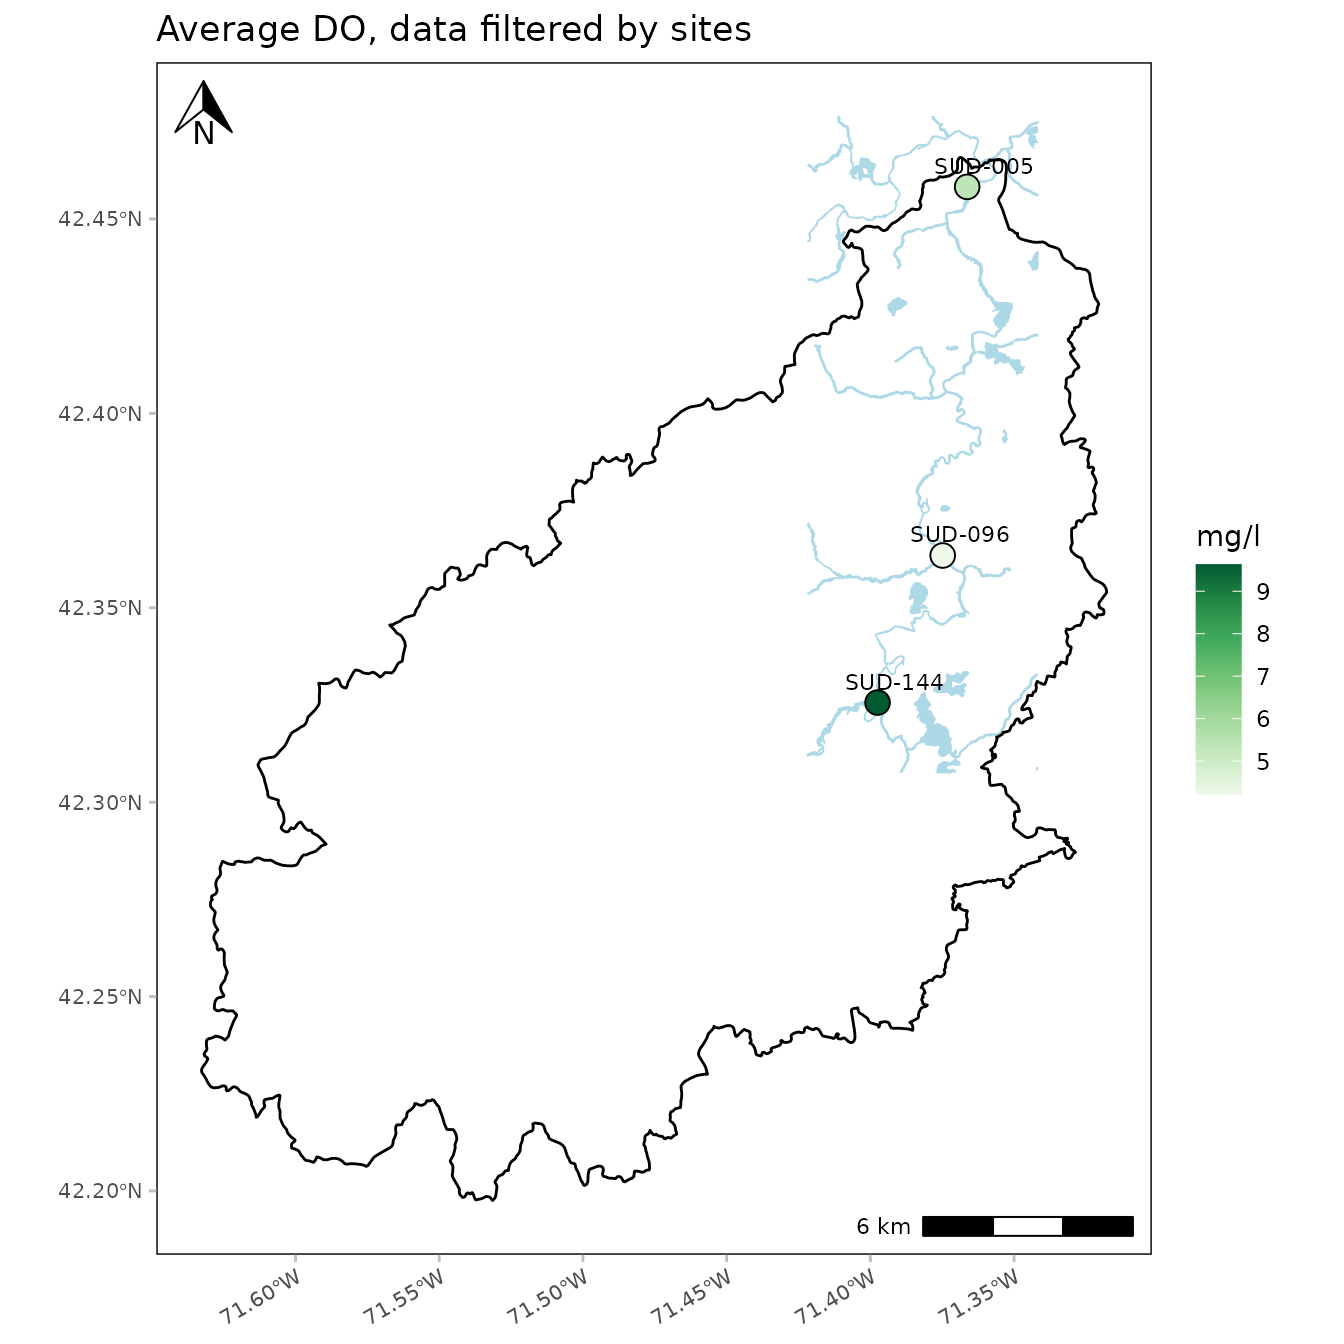 Average DO, data filtered by sites
N
SUD-005
42.45°N
42.40°N
SUD-096
mg/l
9
42.35°N
8
7
SUD-144
6
5
42.30°N
42.25°N
42.20°N
6 km
71.60°W
71.55°W
71.50°W
71.45°W
71.40°W
71.35°W